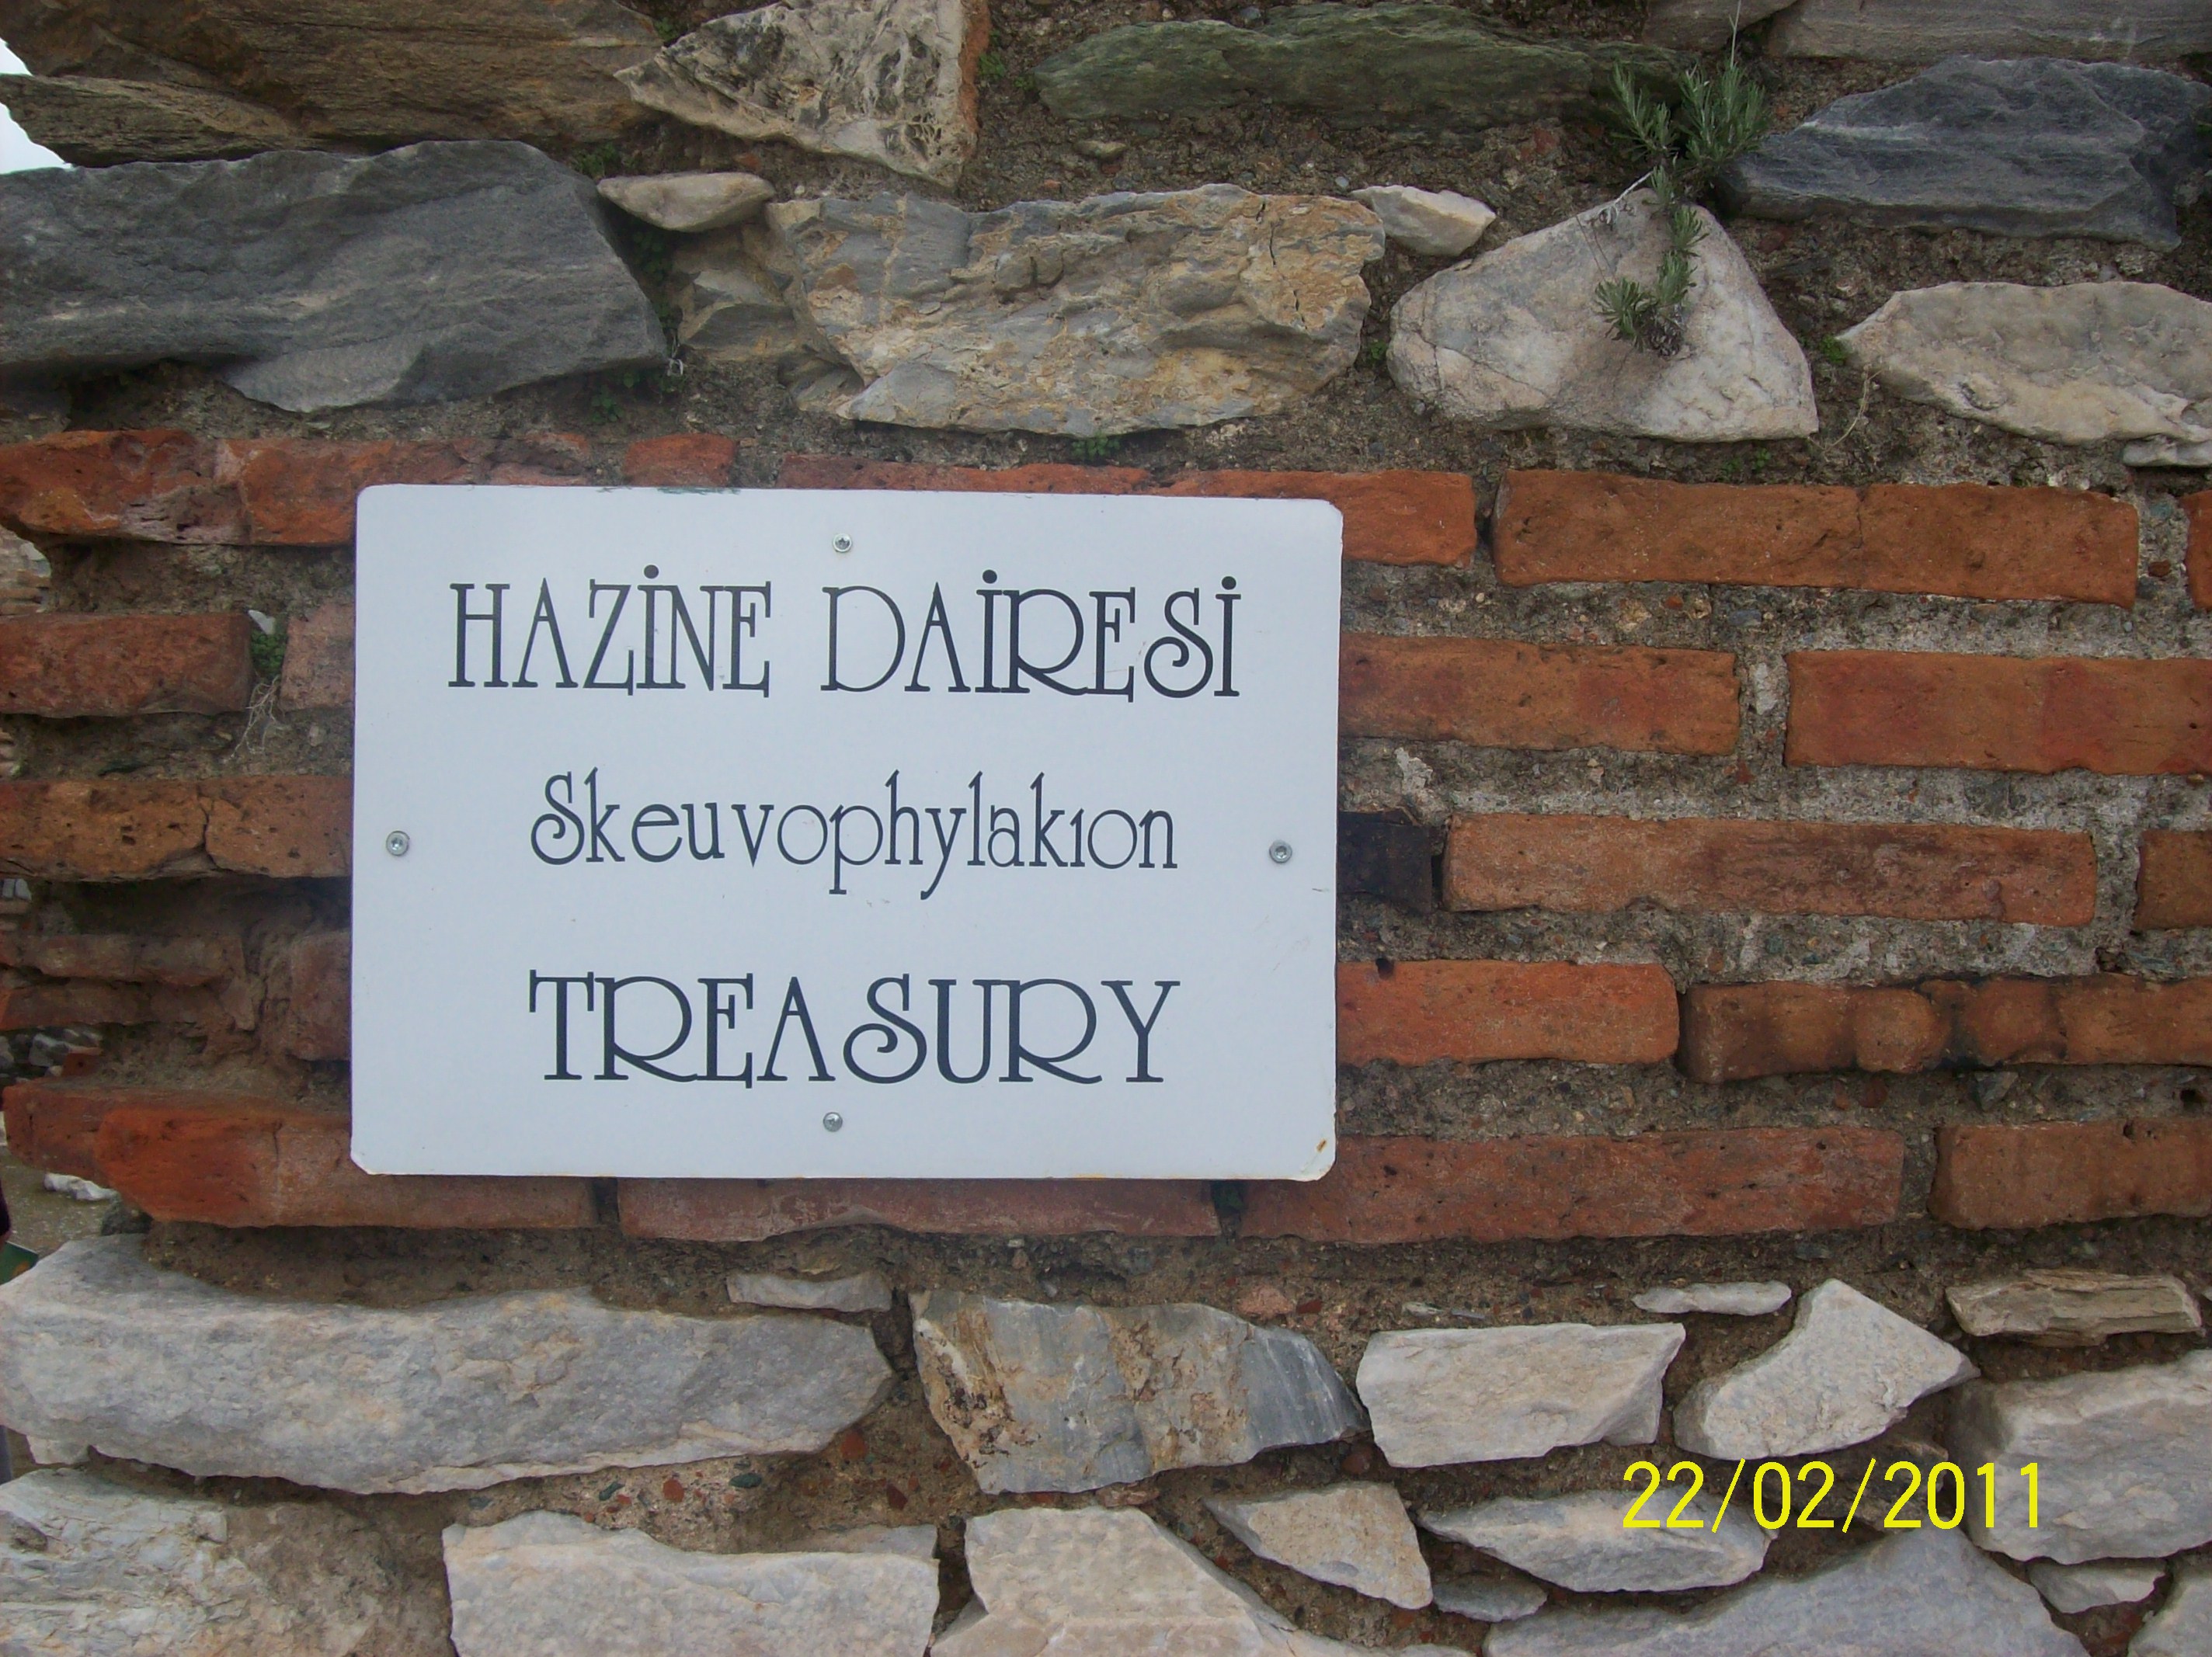 HAZİNE DAİRESİ
Skeuvophylakıon
TREASURY
22/02/2011